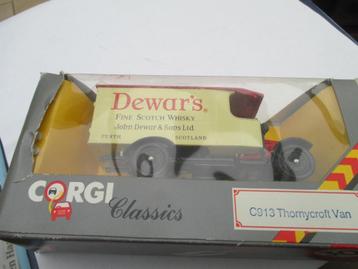 Dewar's®
FINE SCOTCH WHISKY
John Dewar & Sons Ltd.
PERTH SCOTLAND
CORGI
Classics
C913 Thornycroft Van